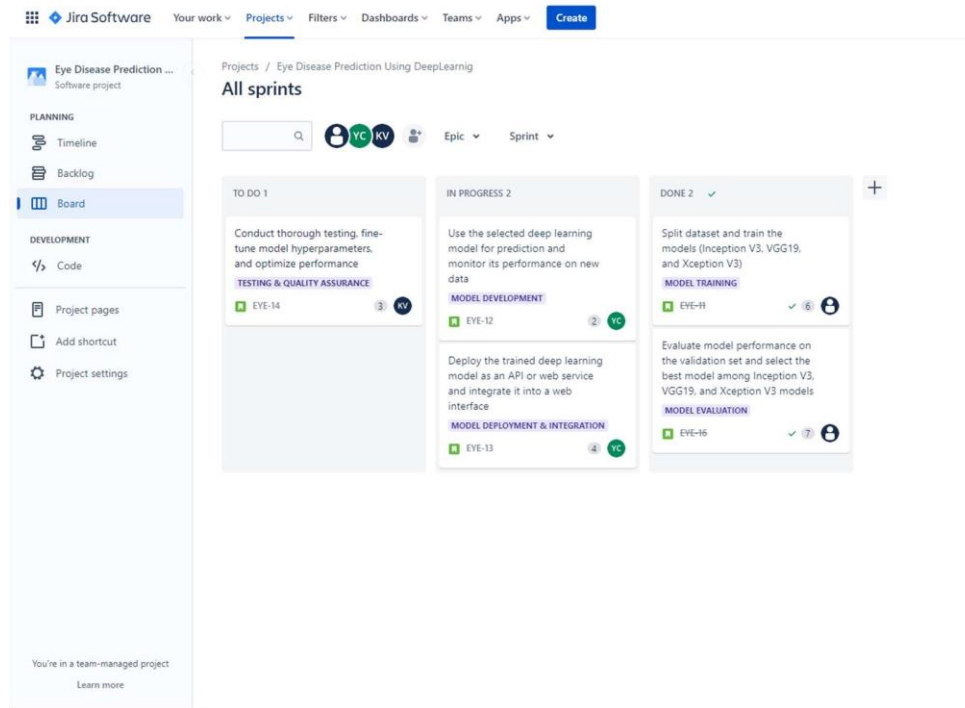 Jira Software Your work Projects Filters Dashboards Teams Apps Create
Eye Disease Prediction ...
Software project
PLANNING
Timeline
Backlog
Board
DEVELOPMENT
Code
Project pages
Add shortcut
Project settings
You're in a team-managed project
Learn more
Projects / Eye Disease Prediction Using DeepLearnig
All sprints
YC KV Epic Sprint
TO DO 1
Conduct thorough testing, fine-
tune model hyperparameters,
and optimize performance
TESTING & QUALITY ASSURANCE
EYE-14 3 KV
IN PROGRESS 2
Use the selected deep learning
model for prediction and
monitor its performance on new
data
MODEL DEVELOPMENT
EYE-12 2 YC
Deploy the trained deep learning
model as an API or web service
and integrate it into a web
interface
MODEL DEPLOYMENT & INTEGRATION
EYE-13 4 YC
DONE 2
Split dataset and train the
models (Inception V3, VGG19,
and Xception V3)
MODEL TRAINING
EYE-11 6
Evaluate model performance on
the validation set and select the
best model among Inception V3,
VGG19, and Xception V3 models
MODEL EVALUATION
EYE-16 7